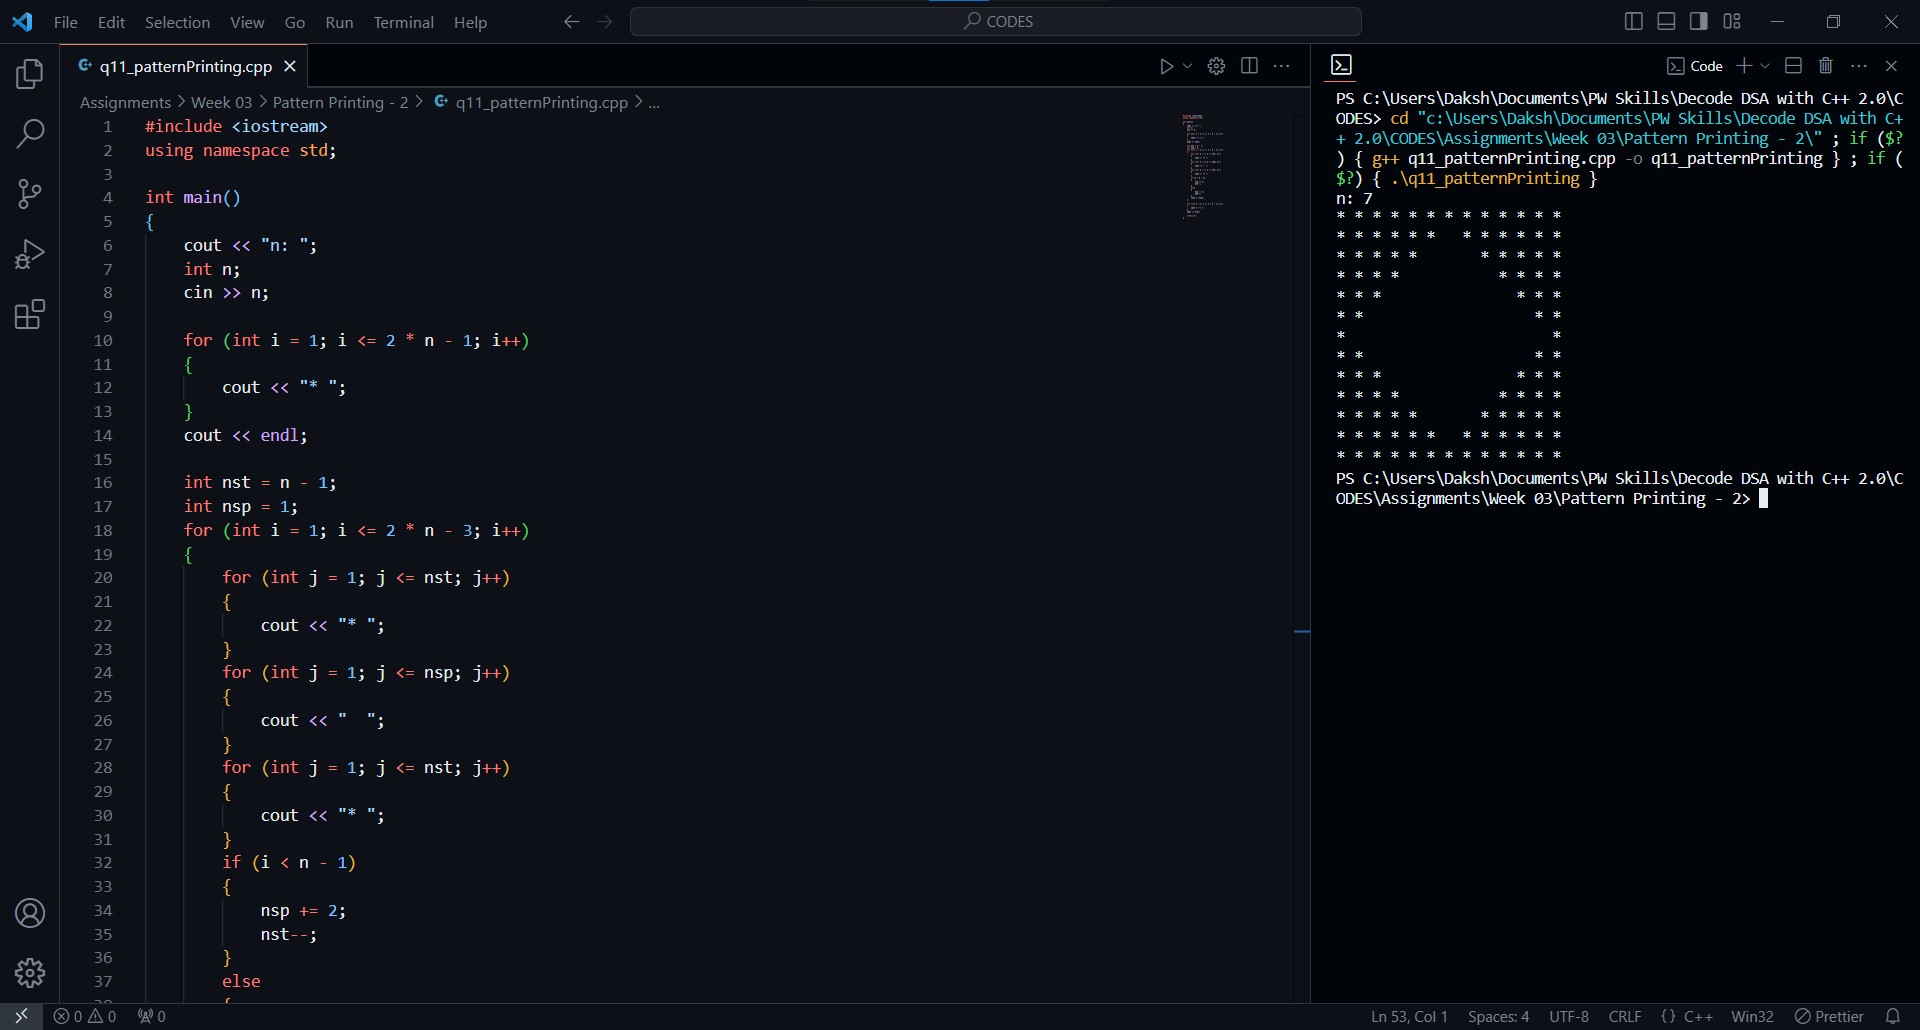 File Edit Selection View Go Run Terminal Help CODES
q11_patternPrinting.cpp
Assignments > Week 03 > Pattern Printing - 2 > q11_patternPrinting.cpp > ...
1 #include <iostream>
2 using namespace std;
3
4 int main()
5 {
6 cout << "n: ";
7 int n;
8 cin >> n;
9
10 for (int i = 1; i <= 2 * n - 1; i++)
11 {
12 cout << "* ";
13 }
14 cout << endl;
15
16 int nst = n - 1;
17 int nsp = 1;
18 for (int i = 1; i <= 2 * n - 3; i++)
19 {
20 for (int j = 1; j <= nst; j++)
21 {
22 cout << "* ";
23 }
24 for (int j = 1; j <= nsp; j++)
25 {
26 cout << "  ";
27 }
28 for (int j = 1; j <= nst; j++)
29 {
30 cout << "* ";
31 }
32 if (i < n - 1)
33 {
34 nsp += 2;
35 nst--;
36 }
37 else
38 {
Code
PS C:\Users\Daksh\Documents\PW Skills\Decode DSA with C++ 2.0\C
ODES> cd "c:\Users\Daksh\Documents\PW Skills\Decode DSA with C+
+ 2.0\CODES\Assignments\Week 03\Pattern Printing - 2\" ; if ($?
) { g++ q11_patternPrinting.cpp -o q11_patternPrinting } ; if (
$?) { .\q11_patternPrinting }
n: 7
* * * * * * * * * * * * *
* * * * * *   * * * * * *
* * * * *       * * * * *
* * * *           * * * *
* * *               * * *
* *                   * *
*                       *
* *                   * *
* * *               * * *
* * * *           * * * *
* * * * *       * * * * *
* * * * * *   * * * * * *
* * * * * * * * * * * * *
PS C:\Users\Daksh\Documents\PW Skills\Decode DSA with C++ 2.0\C
ODES\Assignments\Week 03\Pattern Printing - 2>
0 0 0 Ln 53, Col 1 Spaces: 4 UTF-8 CRLF {} C++ Win32 Prettier